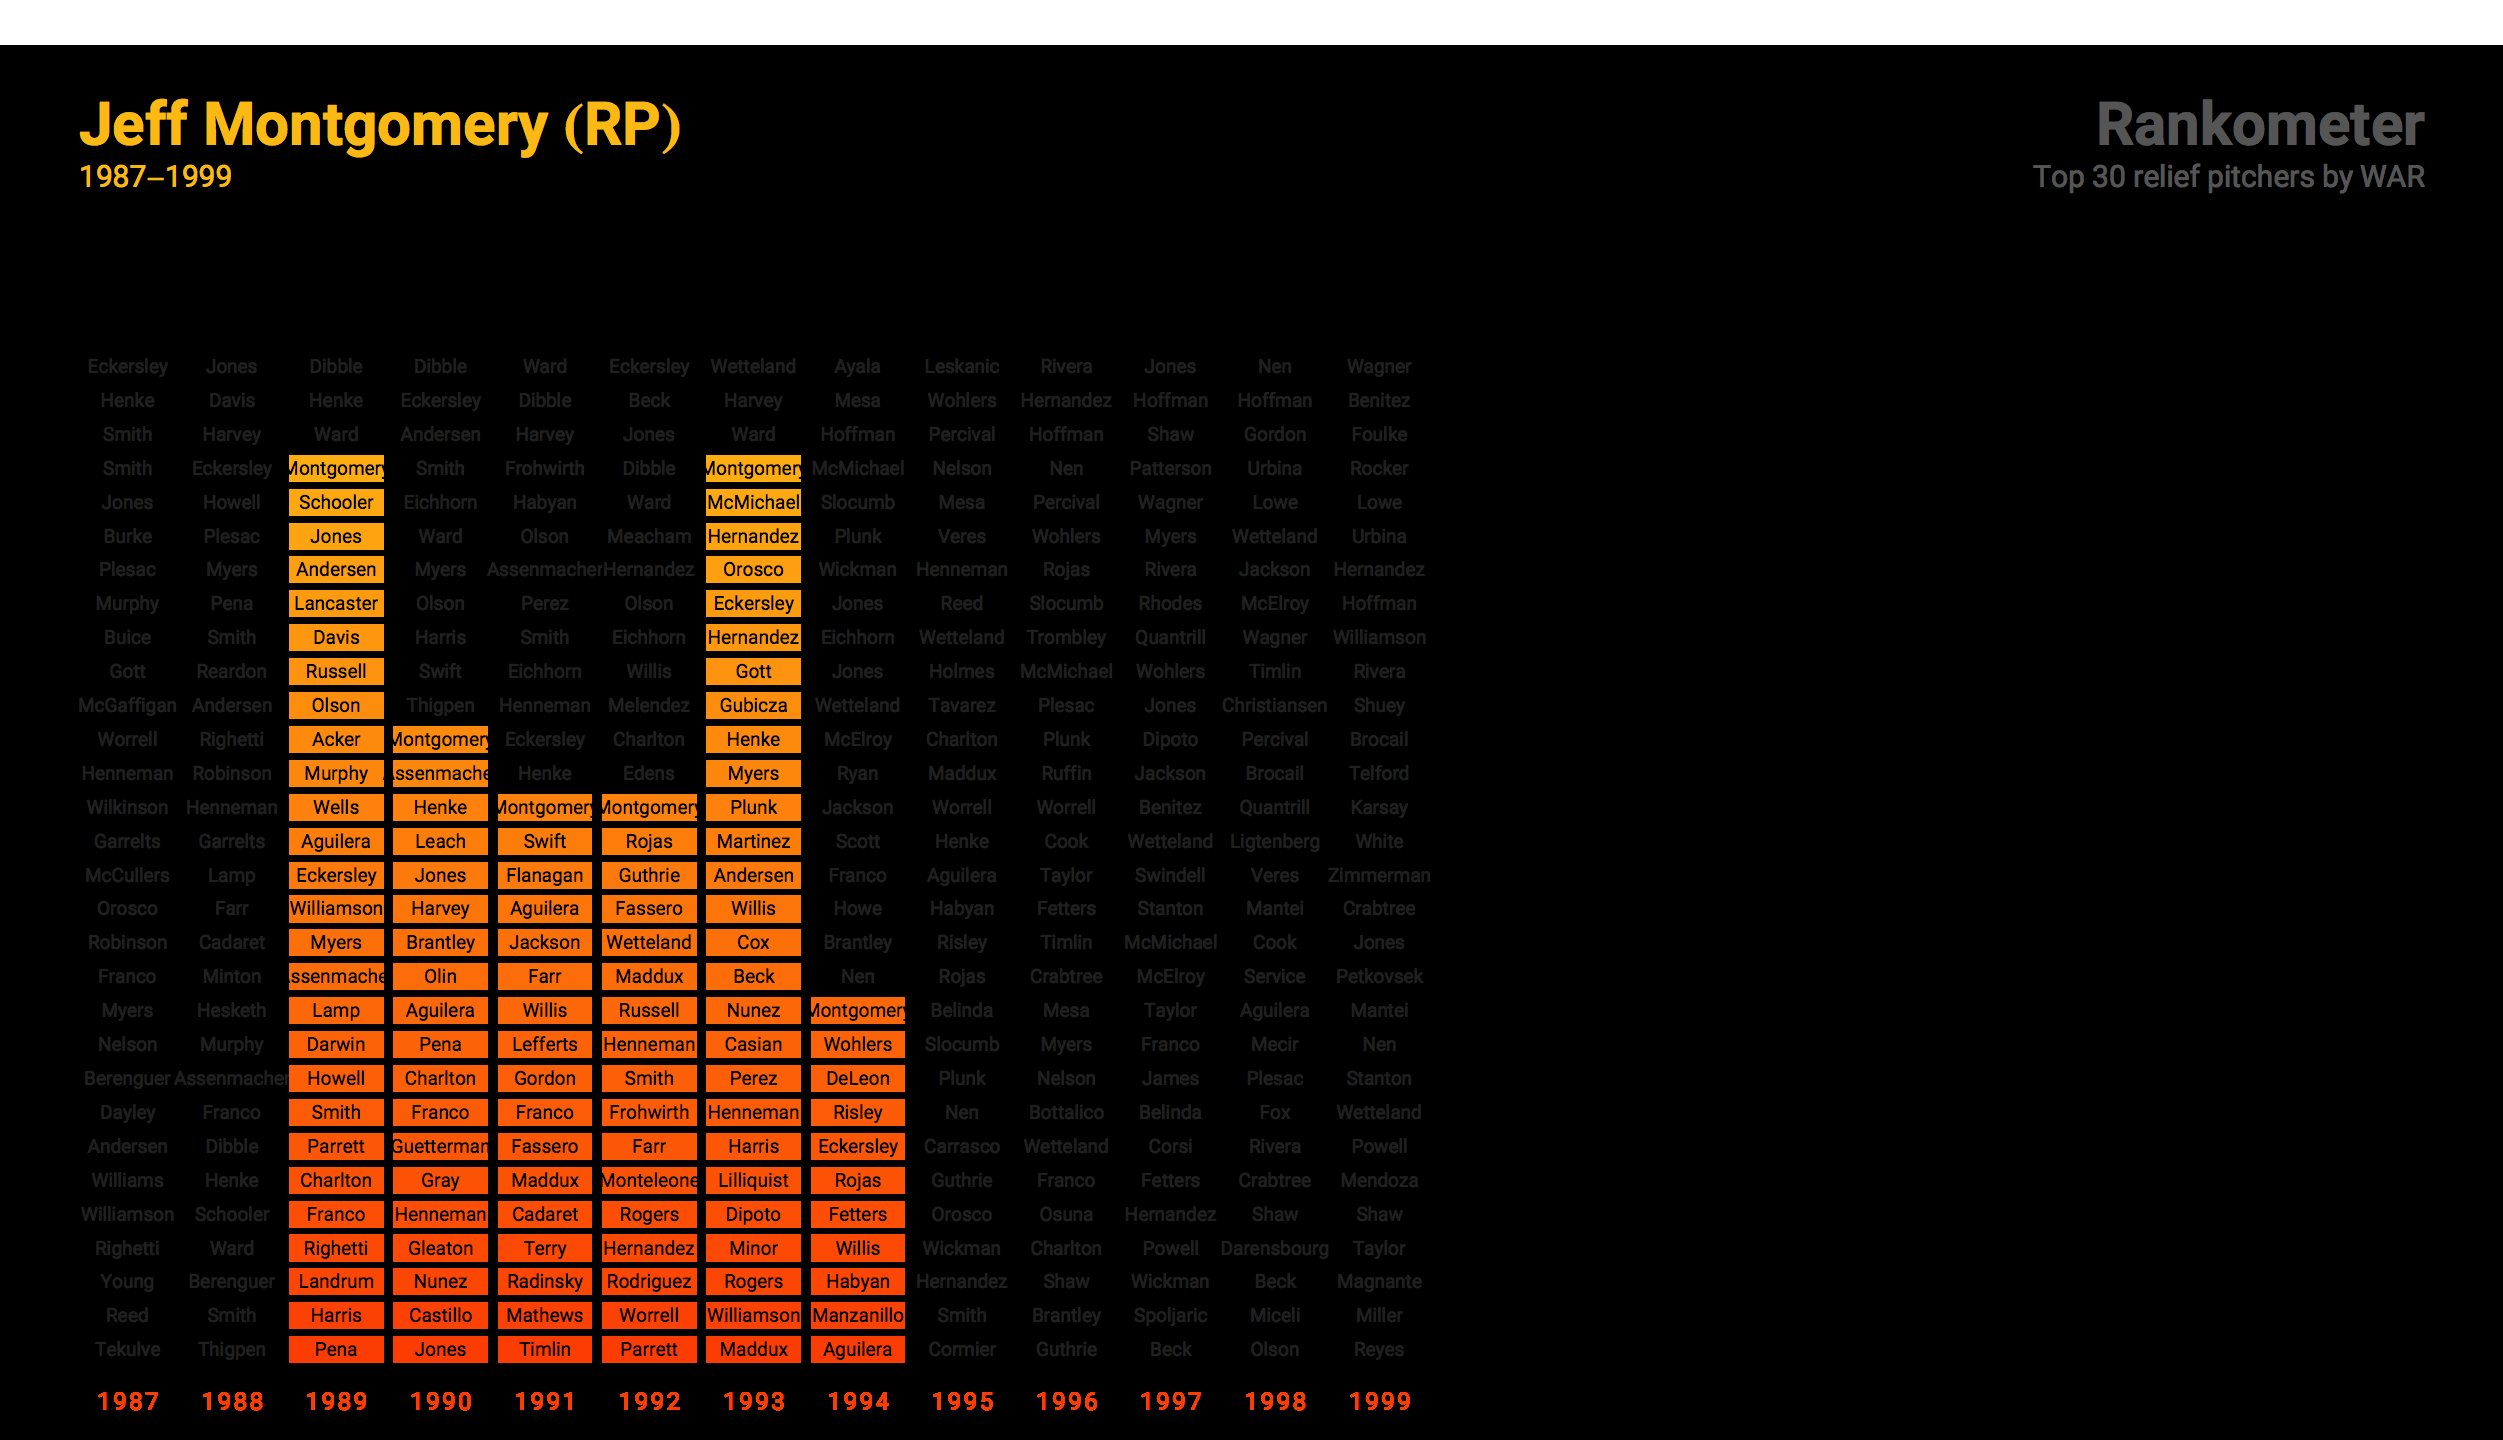 Jeff Montgomery (RP)
1987–1999
Rankometer
Top 30 relief pitchers by WAR
Eckersley Jones Dibble Dibble Ward Eckersley Wetteland Ayala Leskanic Rivera Jones Nen Wagner
Henke Davis Henke Eckersley Dibble Beck Harvey Mesa Wohlers Hernandez Hoffman Hoffman Benitez
Smith Harvey Ward Andersen Harvey Jones Ward Hoffman Percival Hoffman Shaw Gordon Foulke
Smith Eckersley Montgomery Smith Frohwirth Dibble Montgomery McMichael Nelson Nen Patterson Urbina Rocker
Jones Howell Schooler Eichhorn Habyan Ward McMichael Slocumb Mesa Percival Wagner Lowe Lowe
Burke Plesac Jones Ward Olson Meacham Hernandez Plunk Veres Wohlers Myers Wetteland Urbina
Plesac Myers Andersen Myers Assenmacher Hernandez Orosco Wickman Henneman Rojas Rivera Jackson Hernandez
Murphy Pena Lancaster Olson Perez Olson Eckersley Jones Reed Slocumb Rhodes McElroy Hoffman
Buice Smith Davis Harris Smith Eichhorn Hernandez Eichhorn Wetteland Trombley Quantrill Wagner Williamson
Gott Reardon Russell Swift Eichhorn Willis Gott Jones Holmes McMichael Wohlers Timlin Rivera
McGaffigan Andersen Olson Thigpen Henneman Melendez Gubicza Wetteland Tavarez Plesac Jones Christiansen Shuey
Worrell Righetti Acker Montgomery Eckersley Charlton Henke McElroy Charlton Plunk Dipoto Percival Brocail
Henneman Robinson Murphy Assenmache Henke Edens Myers Ryan Maddux Ruffin Jackson Brocail Telford
Wilkinson Henneman Wells Henke Montgomery Montgomery Plunk Jackson Worrell Worrell Benitez Quantrill Karsay
Garrelts Garrelts Aguilera Leach Swift Rojas Martinez Scott Henke Cook Wetteland Ligtenberg White
McCullers Lamp Eckersley Jones Flanagan Guthrie Andersen Franco Aguilera Taylor Swindell Veres Zimmerman
Orosco Farr Williamson Harvey Aguilera Fassero Willis Howe Habyan Fetters Stanton Mantei Crabtree
Robinson Cadaret Myers Brantley Jackson Wetteland Cox Brantley Risley Timlin McMichael Cook Jones
Franco Minton ssenmache Olin Farr Maddux Beck Nen Rojas Crabtree McElroy Service Petkovsek
Myers Hesketh Lamp Aguilera Willis Russell Nunez Montgomery Belinda Mesa Taylor Aguilera Mantei
Nelson Murphy Darwin Pena Lefferts Henneman Casian Wohlers Slocumb Myers Franco Mecir Nen
Berenguer Assenmacher Howell Charlton Gordon Smith Perez DeLeon Plunk Nelson James Plesac Stanton
Dayley Franco Smith Franco Franco Frohwirth Henneman Risley Nen Bottalico Belinda Fox Wetteland
Andersen Dibble Parrett Guetterman Fassero Farr Harris Eckersley Carrasco Wetteland Corsi Rivera Powell
Williams Henke Charlton Gray Maddux Monteleone Lilliquist Rojas Guthrie Franco Fetters Crabtree Mendoza
Williamson Schooler Franco Henneman Cadaret Rogers Dipoto Fetters Orosco Osuna Hernandez Shaw Shaw
Righetti Ward Righetti Gleaton Terry Hernandez Minor Willis Wickman Charlton Powell Darensbourg Taylor
Young Berenguer Landrum Nunez Radinsky Rodriguez Rogers Habyan Hernandez Shaw Wickman Beck Magnante
Reed Smith Harris Castillo Mathews Worrell Williamson Manzanillo Smith Brantley Spoljaric Miceli Miller
Tekulve Thigpen Pena Jones Timlin Parrett Maddux Aguilera Cormier Guthrie Beck Olson Reyes
1987 1988 1989 1990 1991 1992 1993 1994 1995 1996 1997 1998 1999